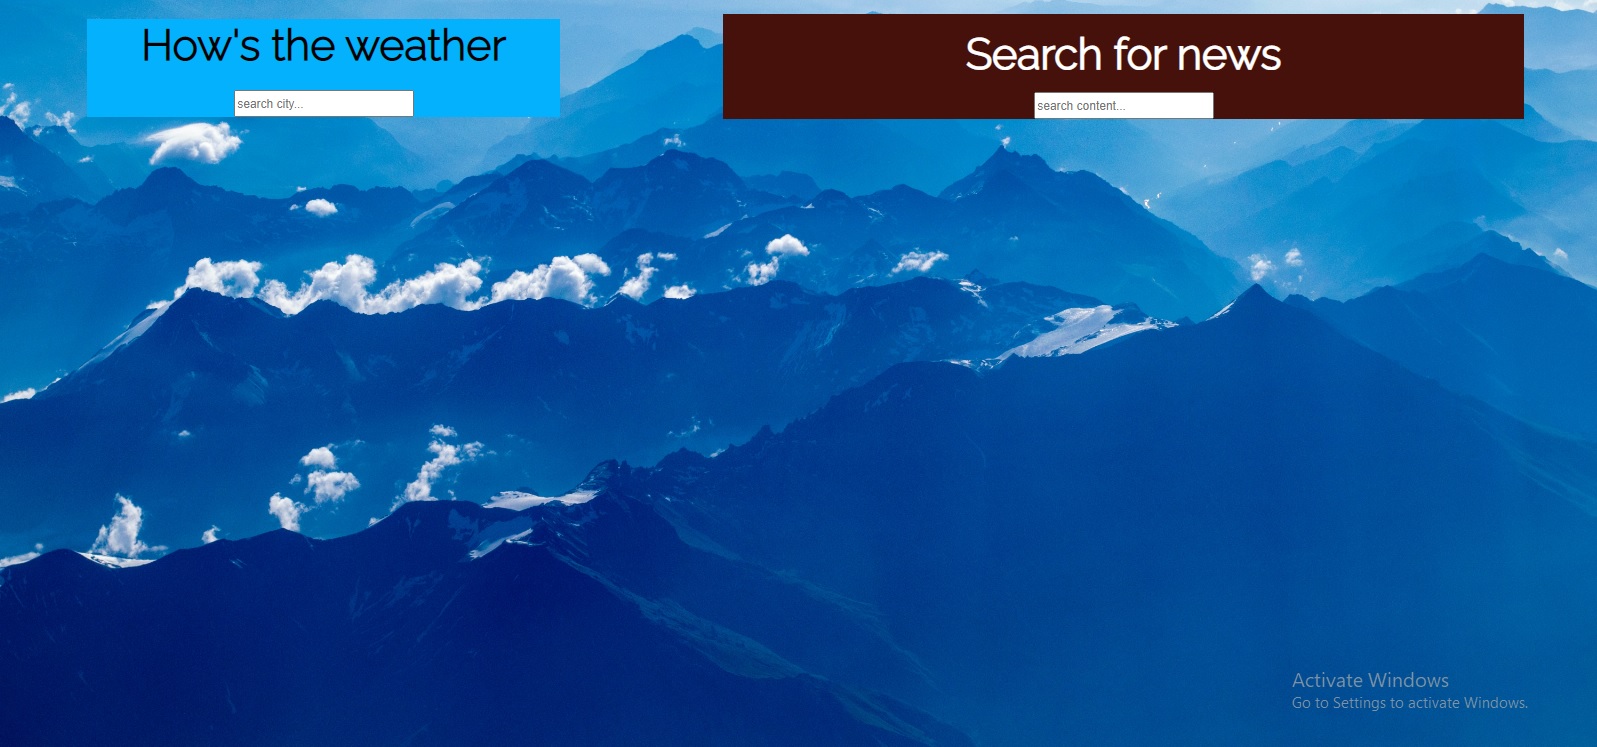 How's the weather
search city...
Search for news
search content...
Activate Windows
Go to Settings to activate Windows.